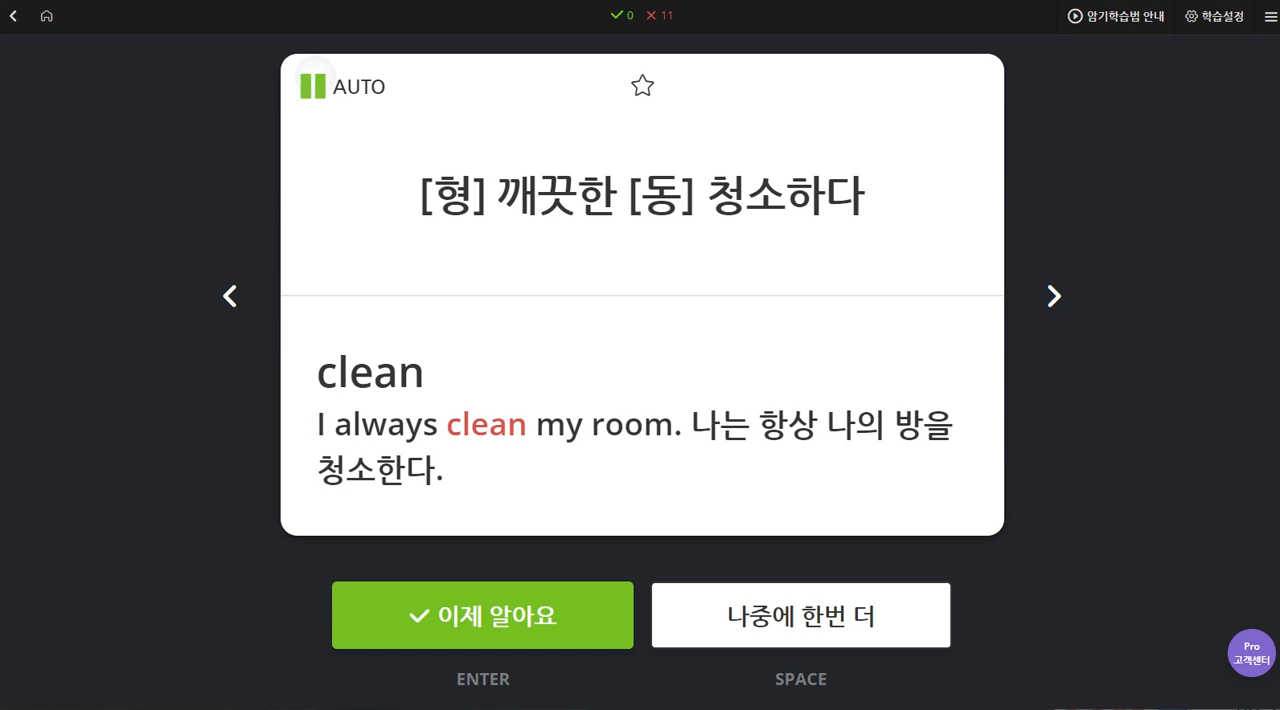 0 11 암기학습법 안내 학습설정
AUTO
[형] 깨끗한 [동] 청소하다
clean
I always clean my room. 나는 항상 나의 방을
청소한다.
이제 알아요 나중에 한번 더
ENTER SPACE
Pro
고객센터